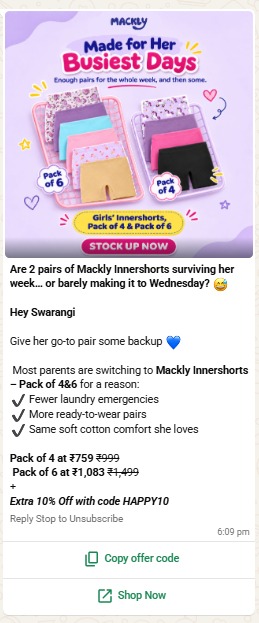 MACKLY
Made for Her
Busiest Days
Enough pairs for the whole week, and then some.
Pack
of 6
Pack
of 4
Girls' Innershorts,
Pack of 4 & Pack of 6
STOCK UP NOW
Are 2 pairs of Mackly Innershorts surviving her
week... or barely making it to Wednesday? 😅
Hey Swarangi
Give her go-to pair some backup 💙
Most parents are switching to Mackly Innershorts
– Pack of 4&6 for a reason:
✔ Fewer laundry emergencies
✔ More ready-to-wear pairs
✔ Same soft cotton comfort she loves
Pack of 4 at ₹759 ₹999
Pack of 6 at ₹1,083 ₹1,499
+
Extra 10% Off with code HAPPY10
Reply Stop to Unsubscribe
6:09 pm
Copy offer code
Shop Now